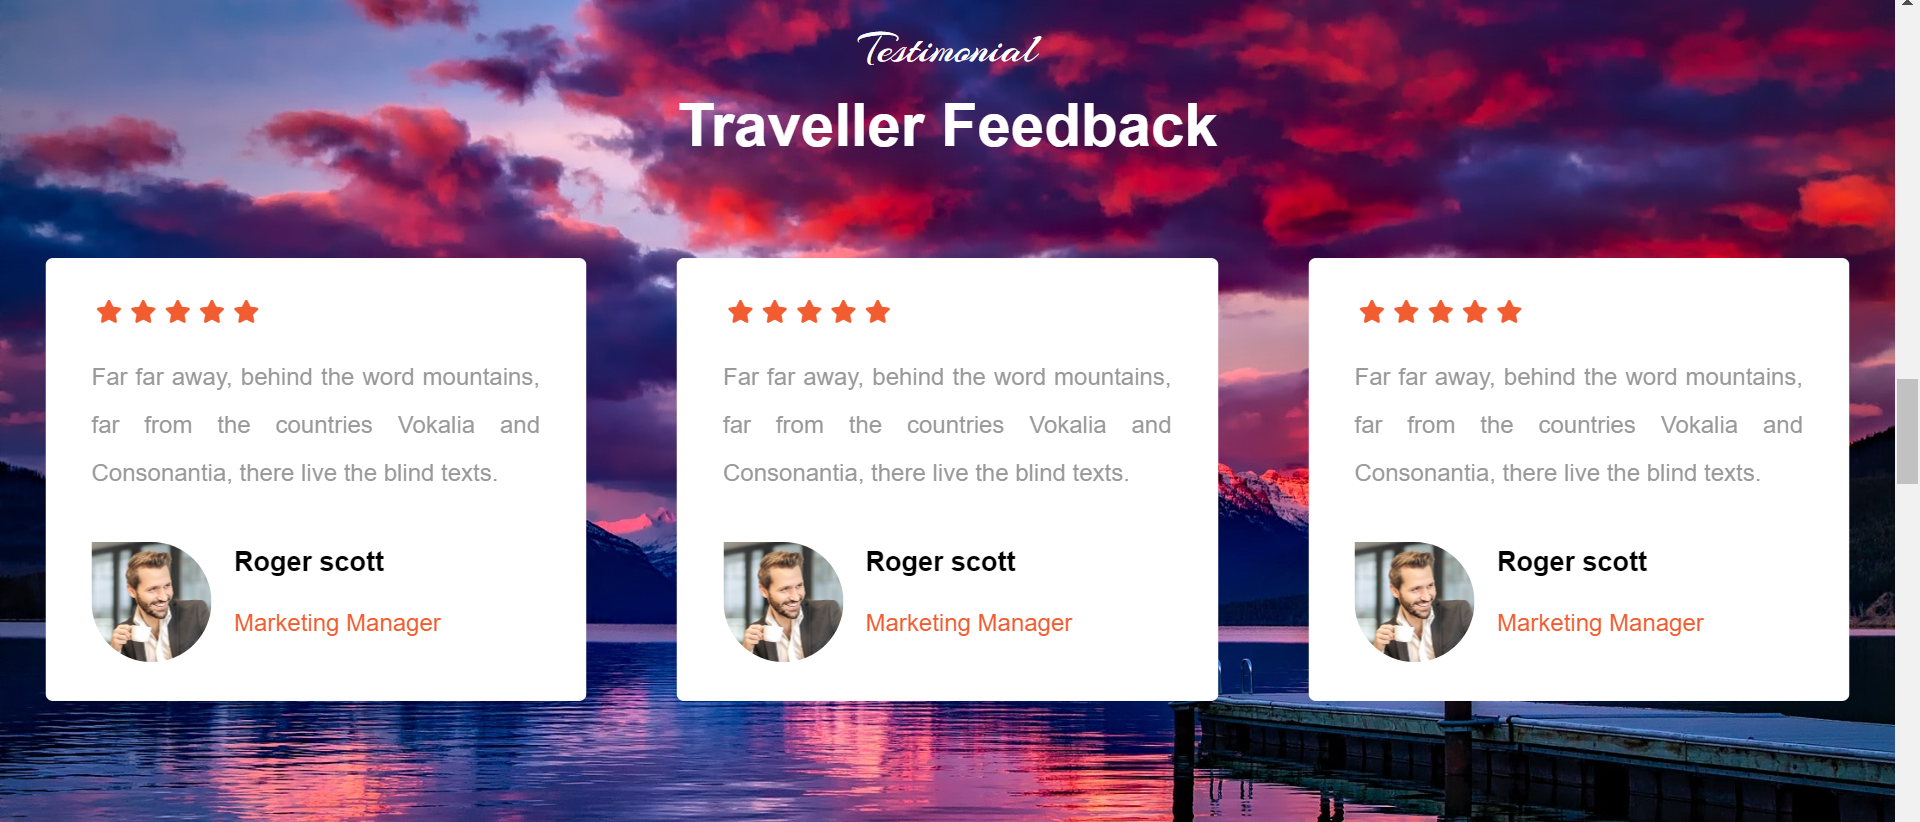 Testimonial
Traveller Feedback
Far far away, behind the word mountains,
far from the countries Vokalia and
Consonantia, there live the blind texts.
Roger scott
Marketing Manager
Far far away, behind the word mountains,
far from the countries Vokalia and
Consonantia, there live the blind texts.
Roger scott
Marketing Manager
Far far away, behind the word mountains,
far from the countries Vokalia and
Consonantia, there live the blind texts.
Roger scott
Marketing Manager